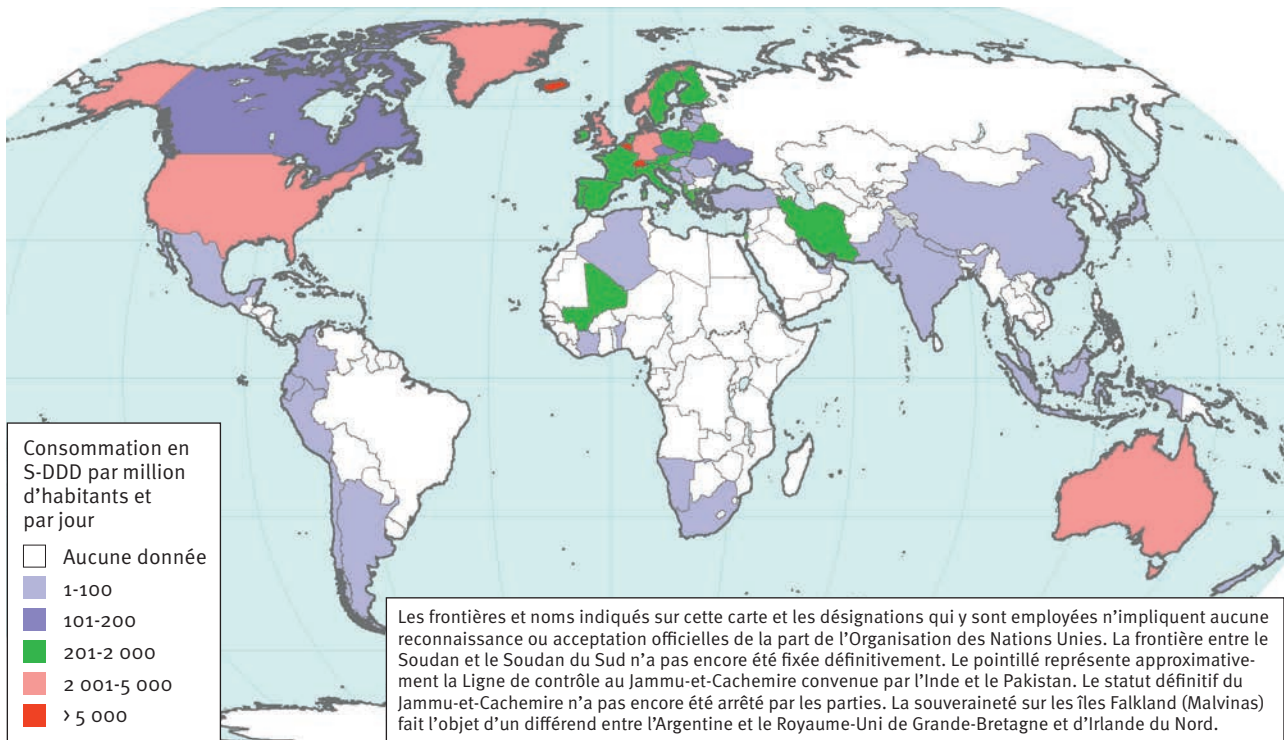 Consommation en
S-DDD par million
d'habitants et
par jour
Aucune donnée
1-100
101-200
201-2 000
2 001-5 000
> 5 000
Les frontières et noms indiqués sur cette carte et les désignations qui y sont employées n'impliquent aucune
reconnaissance ou acceptation officielles de la part de l'Organisation des Nations Unies. La frontière entre le
Soudan et le Soudan du Sud n'a pas encore été fixée définitivement. Le pointillé représente approximative-
ment la Ligne de contrôle au Jammu-et-Cachemire convenue par l'Inde et le Pakistan. Le statut définitif du
Jammu-et-Cachemire n'a pas encore été arrêté par les parties. La souveraineté sur les îles Falkland (Malvinas)
fait l'objet d'un différend entre l'Argentine et le Royaume-Uni de Grande-Bretagne et d'Irlande du Nord.